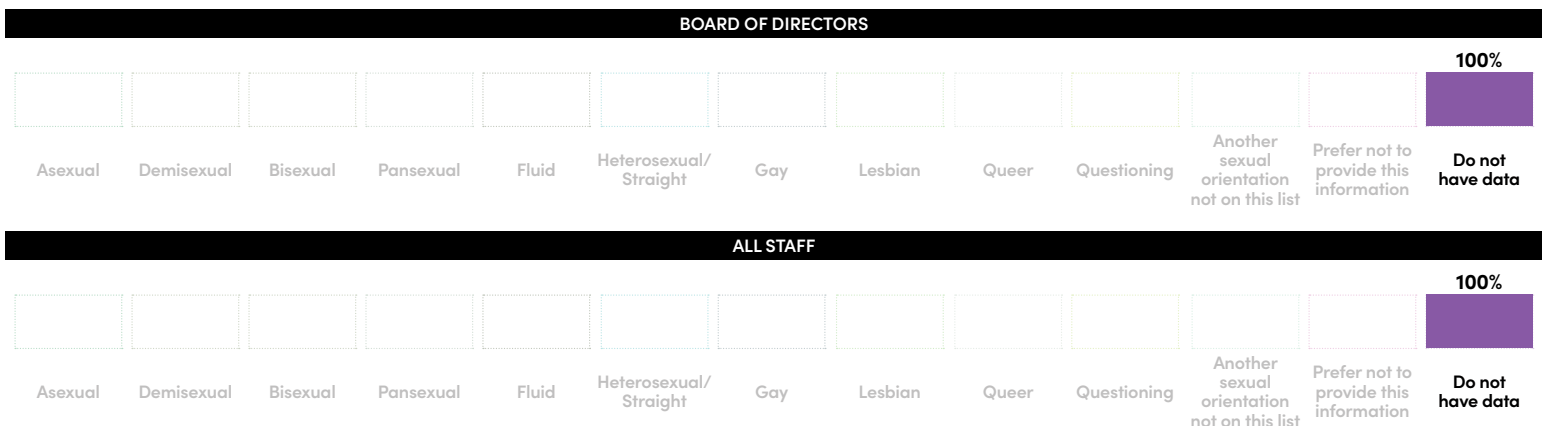 BOARD OF DIRECTORS
100%
Asexual
Demisexual
Bisexual
Pansexual
Fluid
Heterosexual/
Straight
Gay
Lesbian
Queer
Questioning
Another
sexual
orientation
not on this list
Prefer not to
provide this
information
Do not
have data
ALL STAFF
100%
Asexual
Demisexual
Bisexual
Pansexual
Fluid
Heterosexual/
Straight
Gay
Lesbian
Queer
Questioning
Another
sexual
orientation
not on this list
Prefer not to
provide this
information
Do not
have data